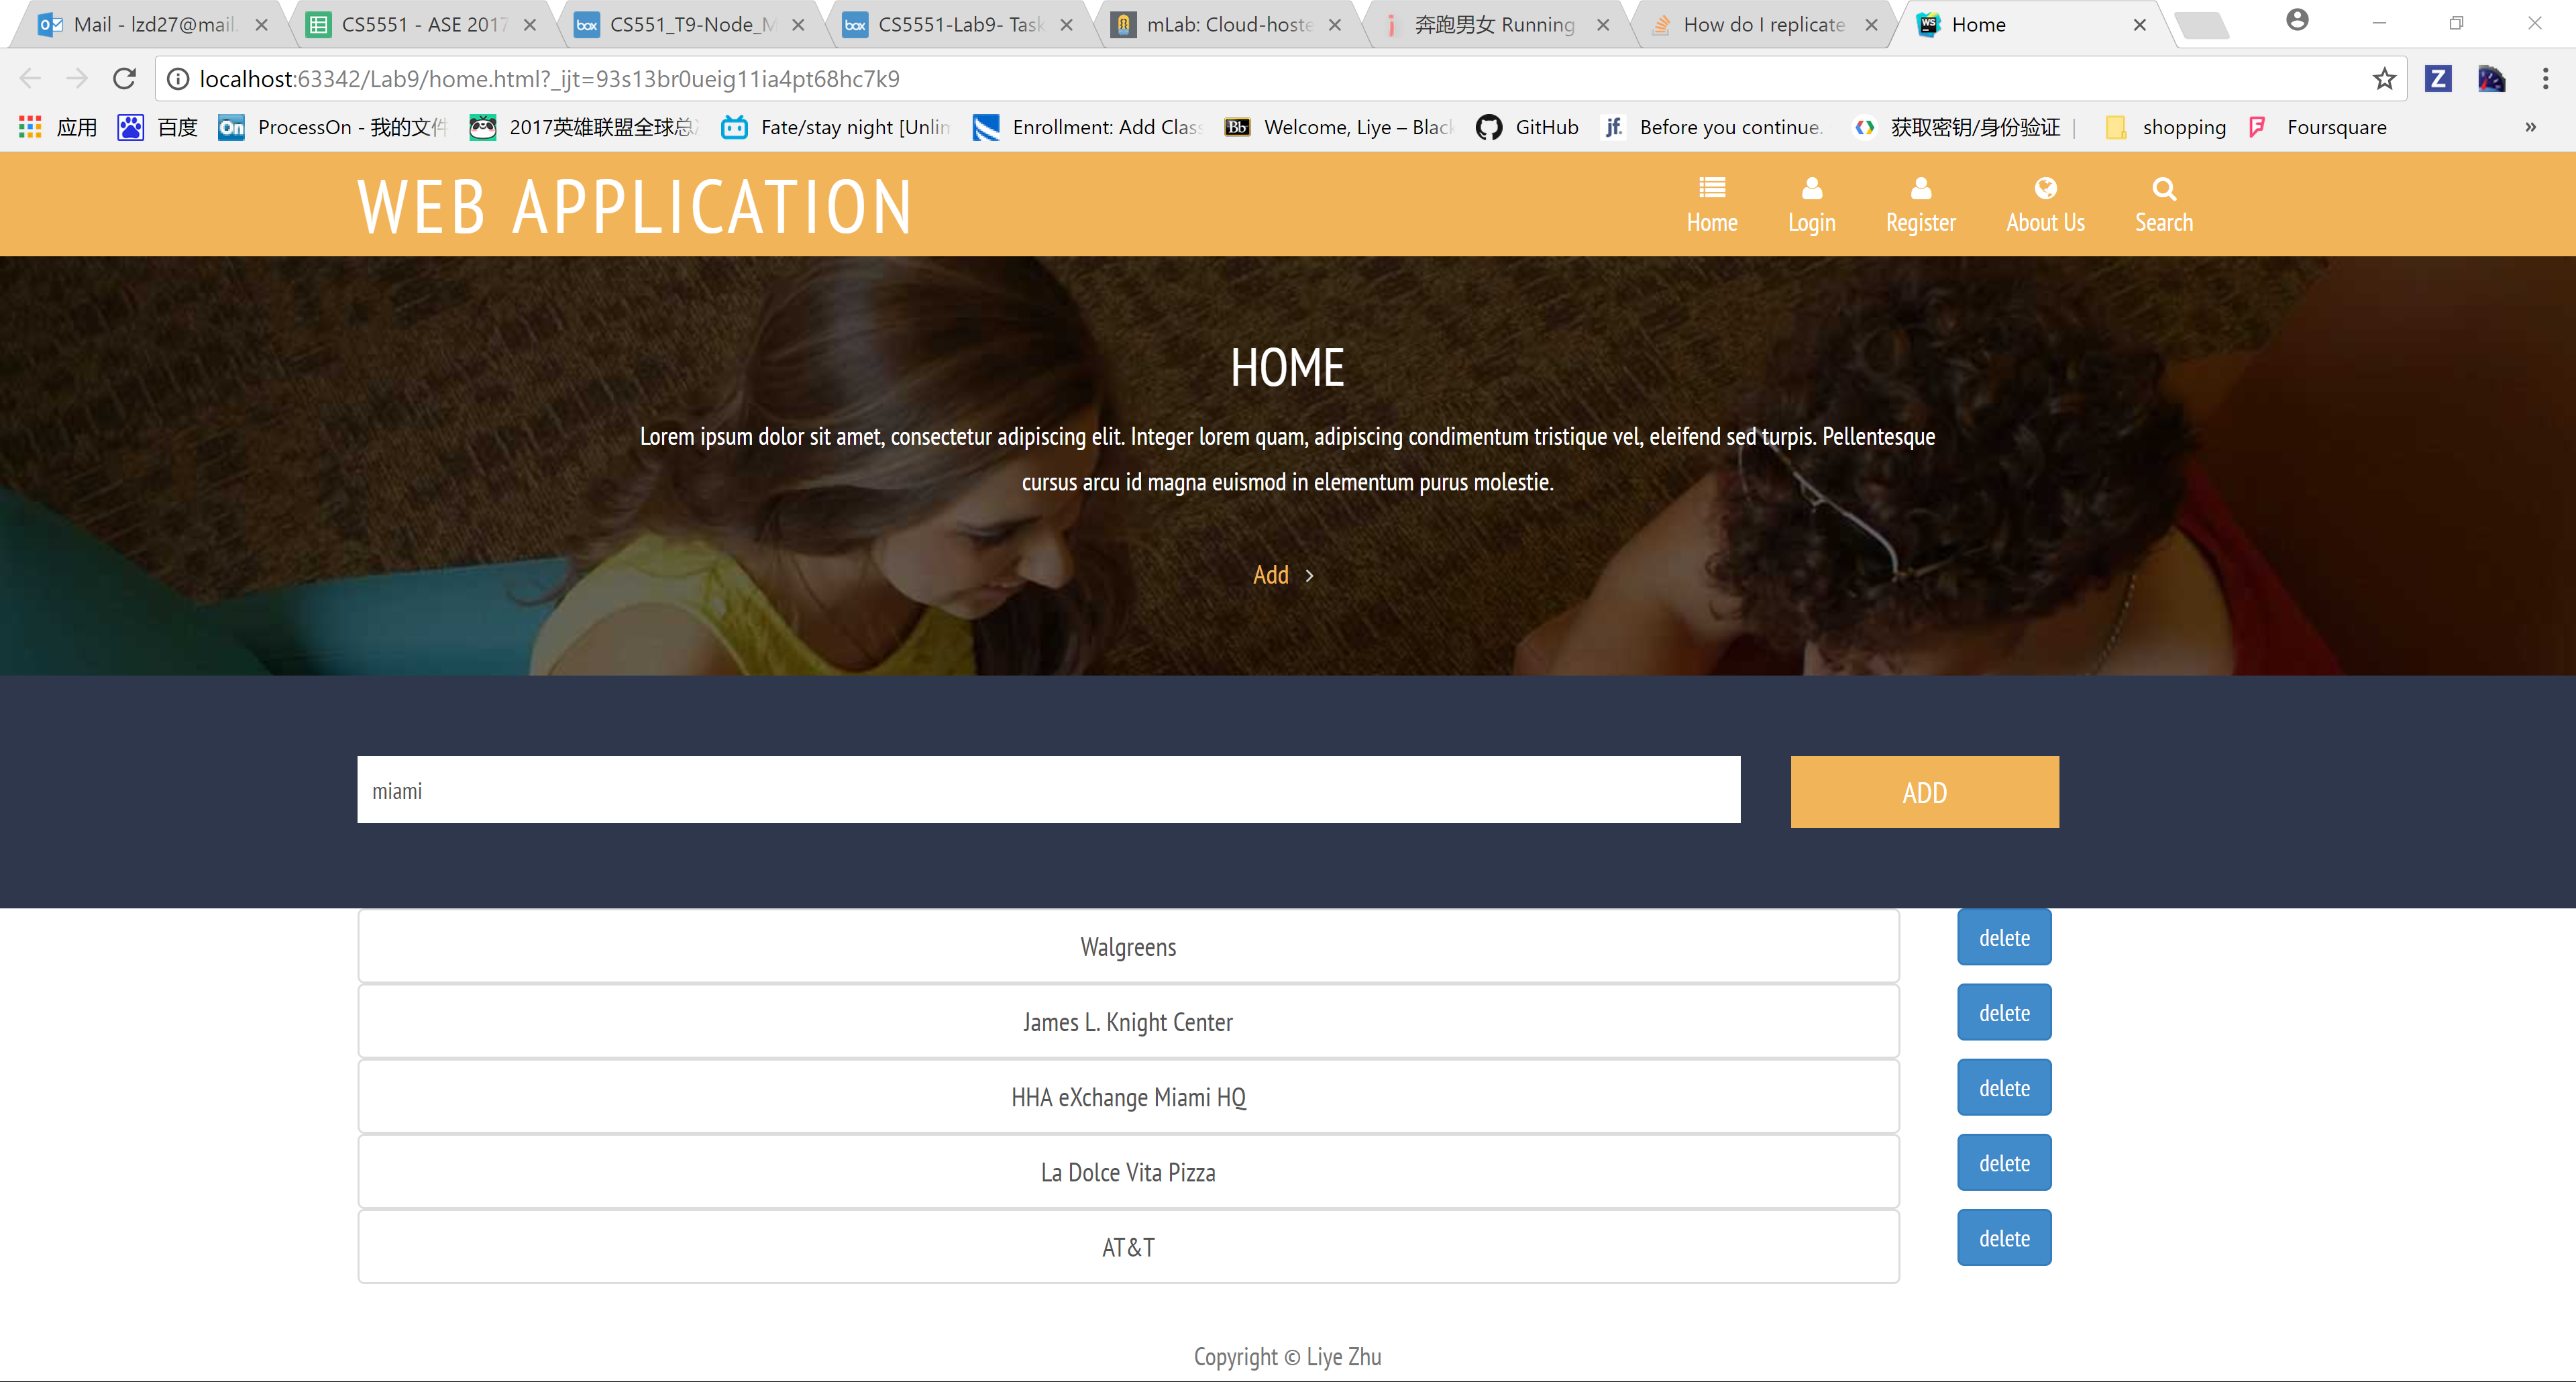 Mail - lzd27@mail.
CS5551 - ASE 2017
CS551_T9-Node_M
CS5551-Lab9- Task
mLab: Cloud-hoste
奔跑男女 Running
How do I replicate
Home
localhost:63342/Lab9/home.html?_ijt=93s13br0ueig11ia4pt68hc7k9
应用
百度
ProcessOn - 我的文件
2017英雄联盟全球总
Fate/stay night [Unlim
Enrollment: Add Class
Welcome, Liye – Black
GitHub
Before you continue.
获取密钥/身份验证 |
shopping
Foursquare
»
WEB APPLICATION
Home
Login
Register
About Us
Search
HOME
Lorem ipsum dolor sit amet, consectetur adipiscing elit. Integer lorem quam, adipiscing condimentum tristique vel, eleifend sed turpis. Pellentesque
cursus arcu id magna euismod in elementum purus molestie.
Add >
miami
ADD
Walgreens
delete
James L. Knight Center
delete
HHA eXchange Miami HQ
delete
La Dolce Vita Pizza
delete
AT&T
delete
Copyright © Liye Zhu